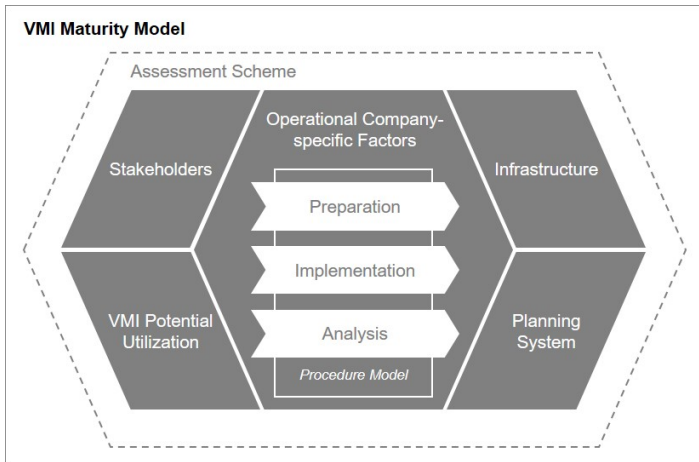 VMI Maturity Model
Assessment Scheme
Stakeholders
Operational Company-
specific Factors
Infrastructure
Preparation
Implementation
Analysis
Procedure Model
VMI Potential
Utilization
Planning
System